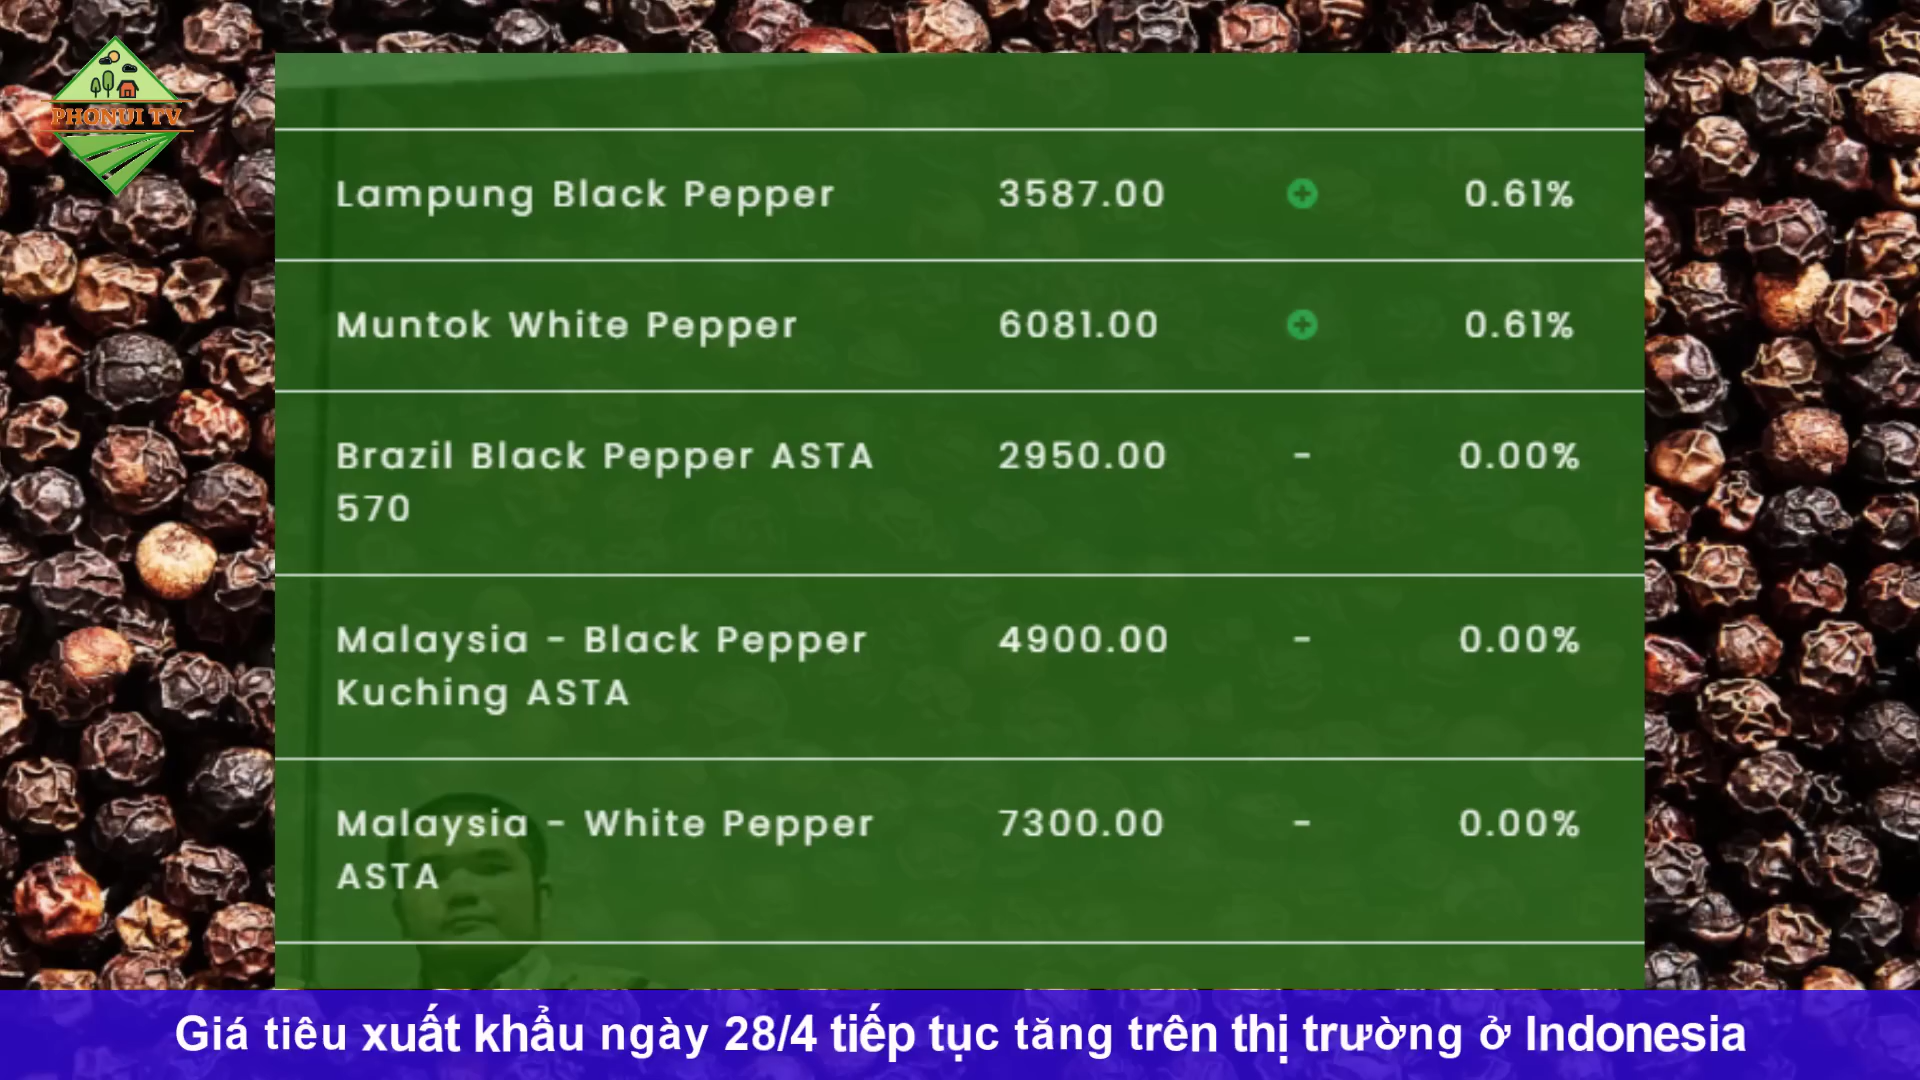 PHONUI TV
Lampung Black Pepper 3587.00 + 0.61%
Muntok White Pepper 6081.00 + 0.61%
Brazil Black Pepper ASTA 2950.00 - 0.00%
570
Malaysia - Black Pepper 4900.00 - 0.00%
Kuching ASTA
Malaysia - White Pepper 7300.00 - 0.00%
ASTA
Giá tiêu xuất khẩu ngày 28/4 tiếp tục tăng trên thị trường ở Indonesia